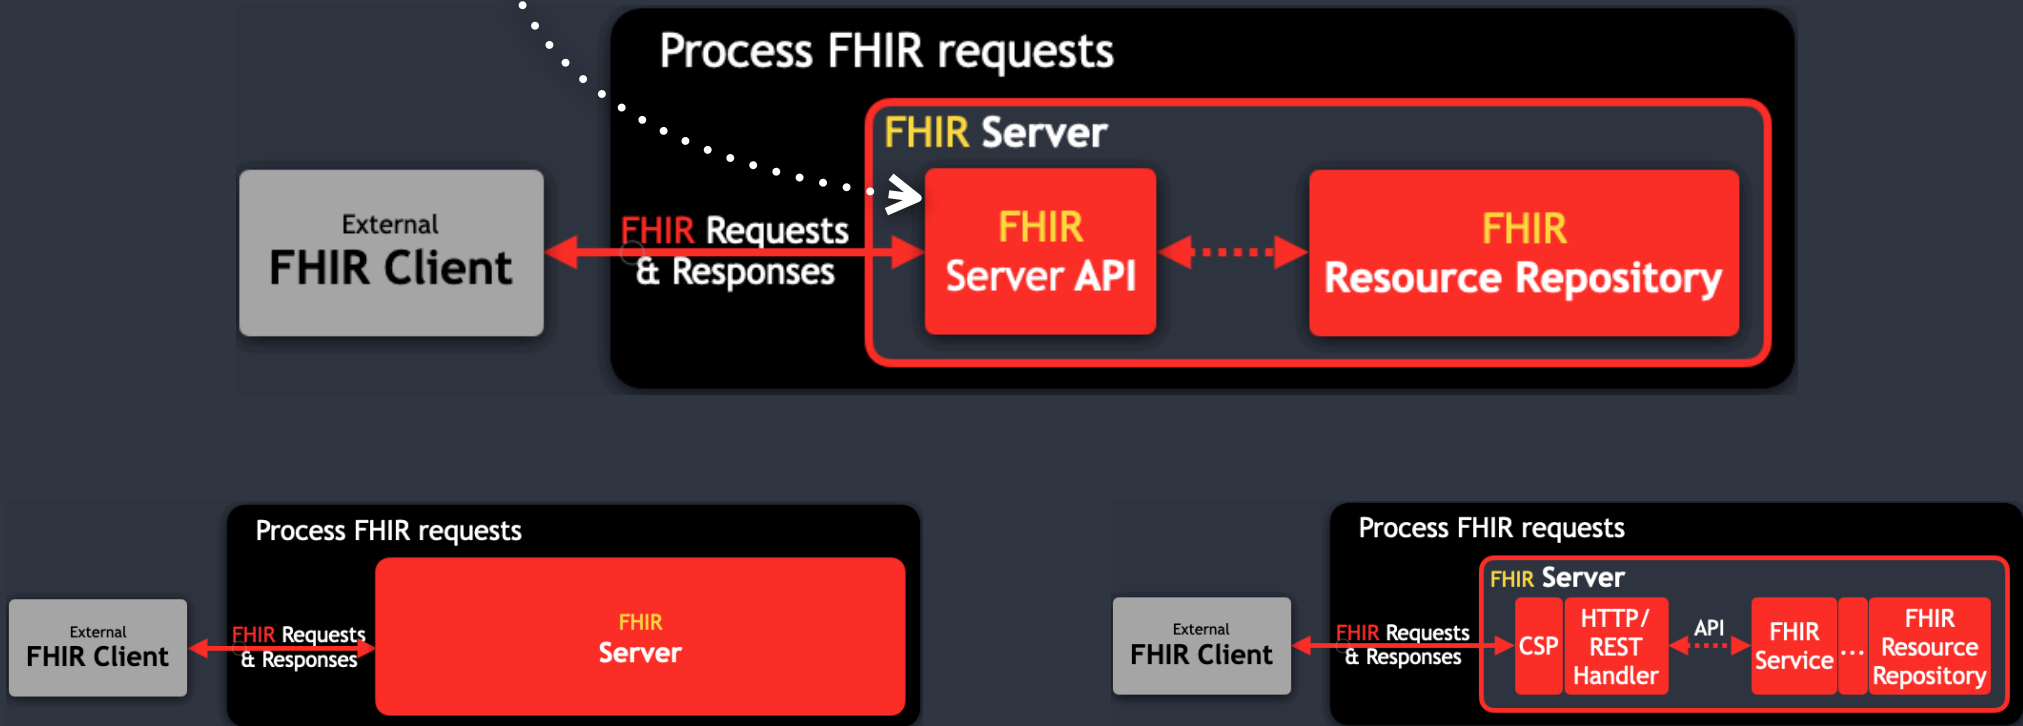 Process FHIR requests
FHIR Server
External
FHIR Client
FHIR Requests
& Responses
FHIR
Server API
FHIR
Resource Repository
Process FHIR requests
External
FHIR Client
FHIR Requests
& Responses
FHIR
Server
Process FHIR requests
FHIR Server
External
FHIR Client
FHIR Requests
& Responses
CSP
HTTP/
REST
Handler
API
FHIR
Service
...
FHIR
Resource
Repository